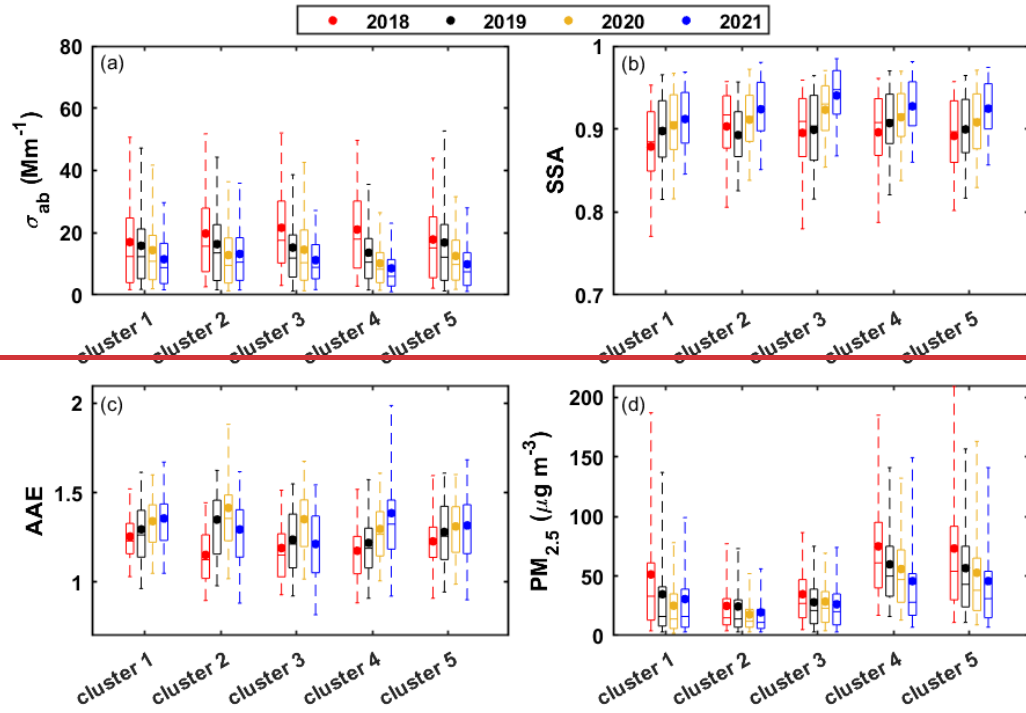 2018 2019 2020 2021
(a)
σab (Mm-1)
80
60
40
20
0
cluster 1 cluster 2 cluster 3 cluster 4 cluster 5
(b)
SSA
1
0.9
0.8
0.7
cluster 1 cluster 2 cluster 3 cluster 4 cluster 5
(c)
AAE
2
1.5
1
cluster 1 cluster 2 cluster 3 cluster 4 cluster 5
(d)
PM2.5 (μg m-3)
200
150
100
50
0
cluster 1 cluster 2 cluster 3 cluster 4 cluster 5